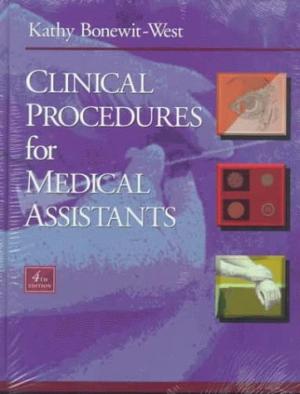 Kathy Bonewit-West
CLINICAL
PROCEDURES
for
MEDICAL
ASSISTANTS
4TH
EDITION